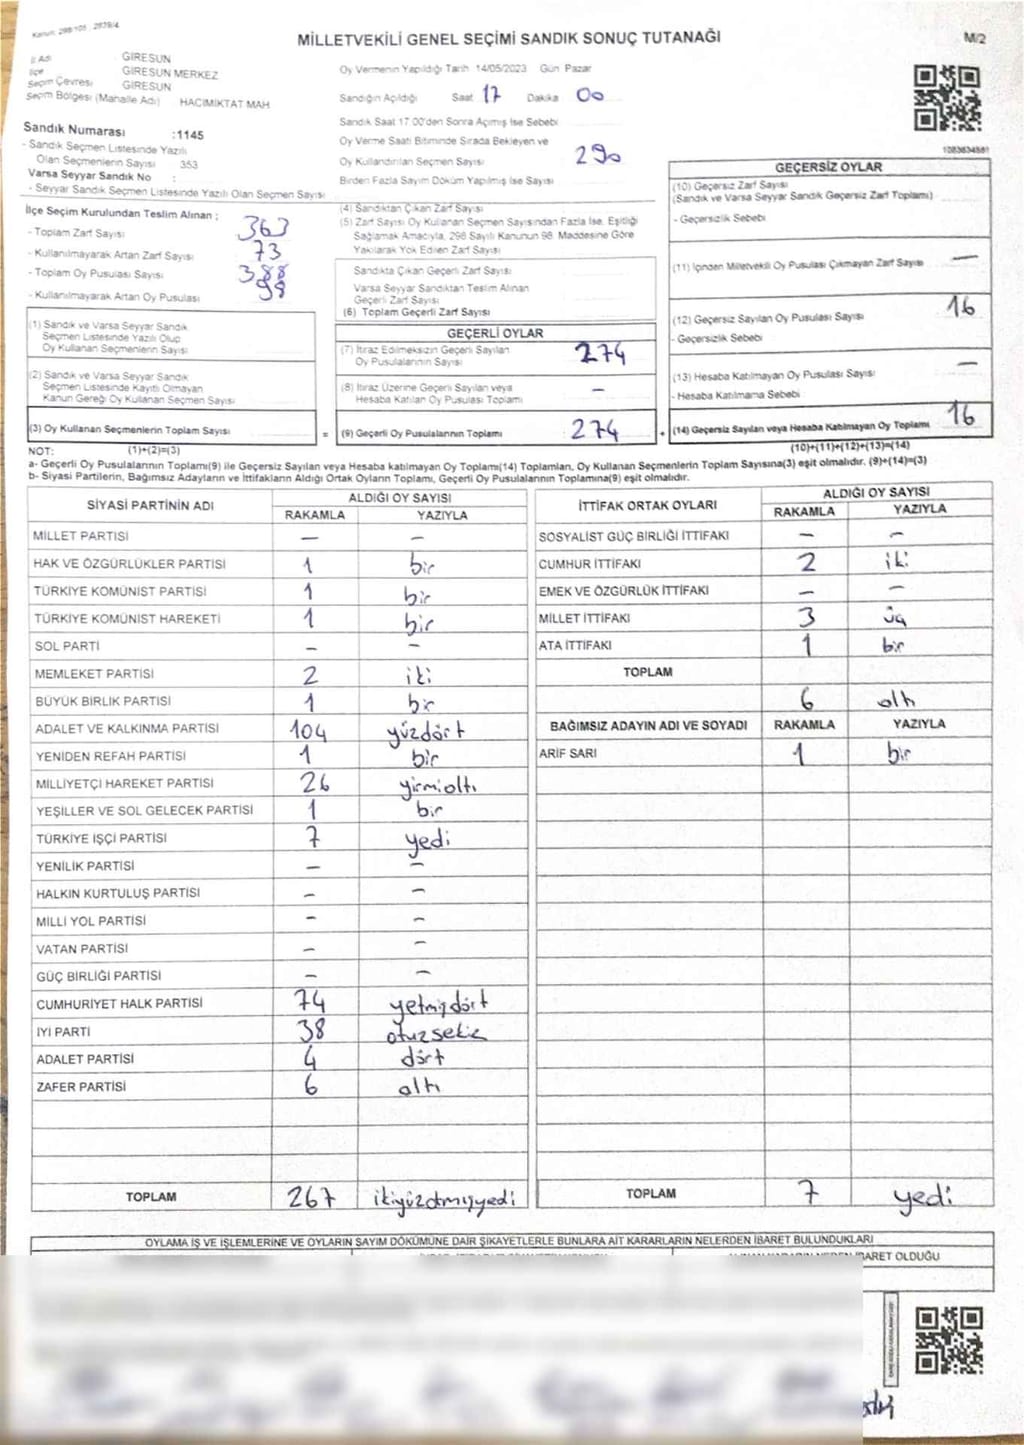 Kanun: 298/105 : 2839/4
MİLLETVEKİLİ GENEL SEÇİMİ SANDIK SONUÇ TUTANAĞI
M/2
İl Adı GİRESUN
İlçe GİRESUN MERKEZ
Seçim Çevresi GİRESUN
Seçim Bölgesi (Mahalle Adı) HACIMİKTAT MAH
Oy Vermenin Yapıldığı Tarih 14/05/2023 Gün Pazar
Sandığın Açıldığı Saat 17 Dakika 00
Sandık Saat 17:00'den Sonra Açılmış İse Sebebi
Oy Verme Saati Bitiminde Sırada Bekleyen ve
Oy Kullandırılan Seçmen Sayısı 290
Birden Fazla Sayım Döküm Yapılmış İse Sayısı
Sandık Numarası :1145
- Sandık Seçmen Listesinde Yazılı
Olan Seçmenlerin Sayısı 353
Varsa Seyyar Sandık No :
- Seyyar Sandık Seçmen Listesinde Yazılı Olan Seçmen Sayısı
İlçe Seçim Kurulundan Teslim Alınan ;
- Toplam Zarf Sayısı 363
- Kullanılmayarak Artan Zarf Sayısı 73
- Toplam Oy Pusulası Sayısı 388
- Kullanılmayarak Artan Oy Pusulası 98
(1) Sandık ve Varsa Seyyar Sandık
Seçmen Listesinde Yazılı Olup
Oy Kullanan Seçmenlerin Sayısı
(2) Sandık ve Varsa Seyyar Sandık
Seçmen Listesinde Kayıtlı Olmayan
Kanun Gereği Oy Kullanan Seçmen Sayısı
(3) Oy Kullanan Seçmenlerin Toplam Sayısı
(1)+(2)=(3)
(4) Sandıktan Çıkan Zarf Sayısı
(5) Zarf Sayısı Oy Kullanan Seçmen Sayısından Fazla İse, Eşitliği
Sağlamak Amacıyla, 298 Sayılı Kanunun 98. Maddesine Göre
Yakılarak Yok Edilen Zarf Sayısı
Sandıkta Çıkan Geçerli Zarf Sayısı
Varsa Seyyar Sandıktan Teslim Alınan
Geçerli Zarf Sayısı
(6) Toplam Geçerli Zarf Sayısı
GEÇERLİ OYLAR
(7) İtiraz Edilmeksizin Geçerli Sayılan
Oy Pusulalarının Sayısı 274
(8) İtiraz Üzerine Geçerli Sayılan veya
Hesaba Katılan Oy Pusulası Toplamı –
= (9) Geçerli Oy Pusulalarının Toplamı 274 +
1083634581
GEÇERSİZ OYLAR
(10) Geçersiz Zarf Sayısı
(Sandık ve Varsa Seyyar Sandık Geçersiz Zarf Toplamı)
- Geçersizlik Sebebi
(11) İçinden Milletvekili Oy Pusulası Çıkmayan Zarf Sayısı –
(12) Geçersiz Sayılan Oy Pusulası Sayısı 16
- Geçersizlik Sebebi
(13) Hesaba Katılmayan Oy Pusulası Sayısı –
- Hesaba Katılmama Sebebi
(14) Geçersiz Sayılan veya Hesaba Katılmayan Oy Toplamı 16
(10)+(11)+(12)+(13)=(14)
NOT:
a- Geçerli Oy Pusulalarının Toplamı(9) ile Geçersiz Sayılan veya Hesaba katılmayan Oy Toplamı(14) Toplamları, Oy Kullanan Seçmenlerin Toplam Sayısına(3) eşit olmalıdır. (9)+(14)=(3)
b- Siyasi Partilerin, Bağımsız Adayların ve İttifakların Aldığı Ortak Oyların Toplamı, Geçerli Oy Pusulalarının Toplamına(9) eşit olmalıdır.
SİYASİ PARTİNİN ADI ALDIĞI OY SAYISI
RAKAMLA YAZIYLA
MİLLET PARTİSİ – –
HAK VE ÖZGÜRLÜKLER PARTİSİ 1 bir
TÜRKİYE KOMÜNİST PARTİSİ 1 bir
TÜRKİYE KOMÜNİST HAREKETİ 1 bir
SOL PARTİ – –
MEMLEKET PARTİSİ 2 iki
BÜYÜK BİRLİK PARTİSİ 1 bir
ADALET VE KALKINMA PARTİSİ 104 yüzdört
YENİDEN REFAH PARTİSİ 1 bir
MİLLİYETÇİ HAREKET PARTİSİ 26 yirmialtı
YEŞİLLER VE SOL GELECEK PARTİSİ 1 bir
TÜRKİYE İŞÇİ PARTİSİ 7 yedi
YENİLİK PARTİSİ – –
HALKIN KURTULUŞ PARTİSİ – –
MİLLİ YOL PARTİSİ – –
VATAN PARTİSİ – –
GÜÇ BİRLİĞİ PARTİSİ – –
CUMHURİYET HALK PARTİSİ 74 yetmişdört
İYİ PARTİ 38 otuzsekiz
ADALET PARTİSİ 4 dört
ZAFER PARTİSİ 6 altı
TOPLAM 267 ikiyüzatmışyedi
İTTİFAK ORTAK OYLARI ALDIĞI OY SAYISI
RAKAMLA YAZIYLA
SOSYALİST GÜÇ BİRLİĞİ İTTİFAKI – –
CUMHUR İTTİFAKI 2 iki
EMEK VE ÖZGÜRLÜK İTTİFAKI – –
MİLLET İTTİFAKI 3 üç
ATA İTTİFAKI 1 bir
TOPLAM
6 altı
BAĞIMSIZ ADAYIN ADI VE SOYADI RAKAMLA YAZIYLA
ARİF SARI 1 bir
TOPLAM 7 yedi
OYLAMA İŞ VE İŞLEMLERİNE VE OYLARIN SAYIM DÖKÜMÜNE DAİR ŞİKAYETLERLE BUNLARA AİT KARARLARIN NELERDEN İBARET BULUNDUKLARI
İBARET OLDUĞU